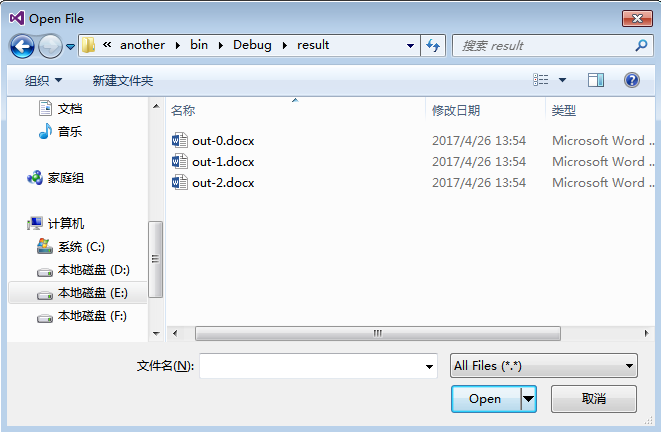 Open File
« another bin Debug result
搜索 result
组织 新建文件夹
文档
音乐
家庭组
计算机
系统 (C:)
本地磁盘 (D:)
本地磁盘 (E:)
本地磁盘 (F:)
名称 修改日期 类型
out-0.docx 2017/4/26 13:54 Microsoft Word ..
out-1.docx 2017/4/26 13:54 Microsoft Word ..
out-2.docx 2017/4/26 13:54 Microsoft Word ..
文件名(N): All Files (*.*)
Open 取消